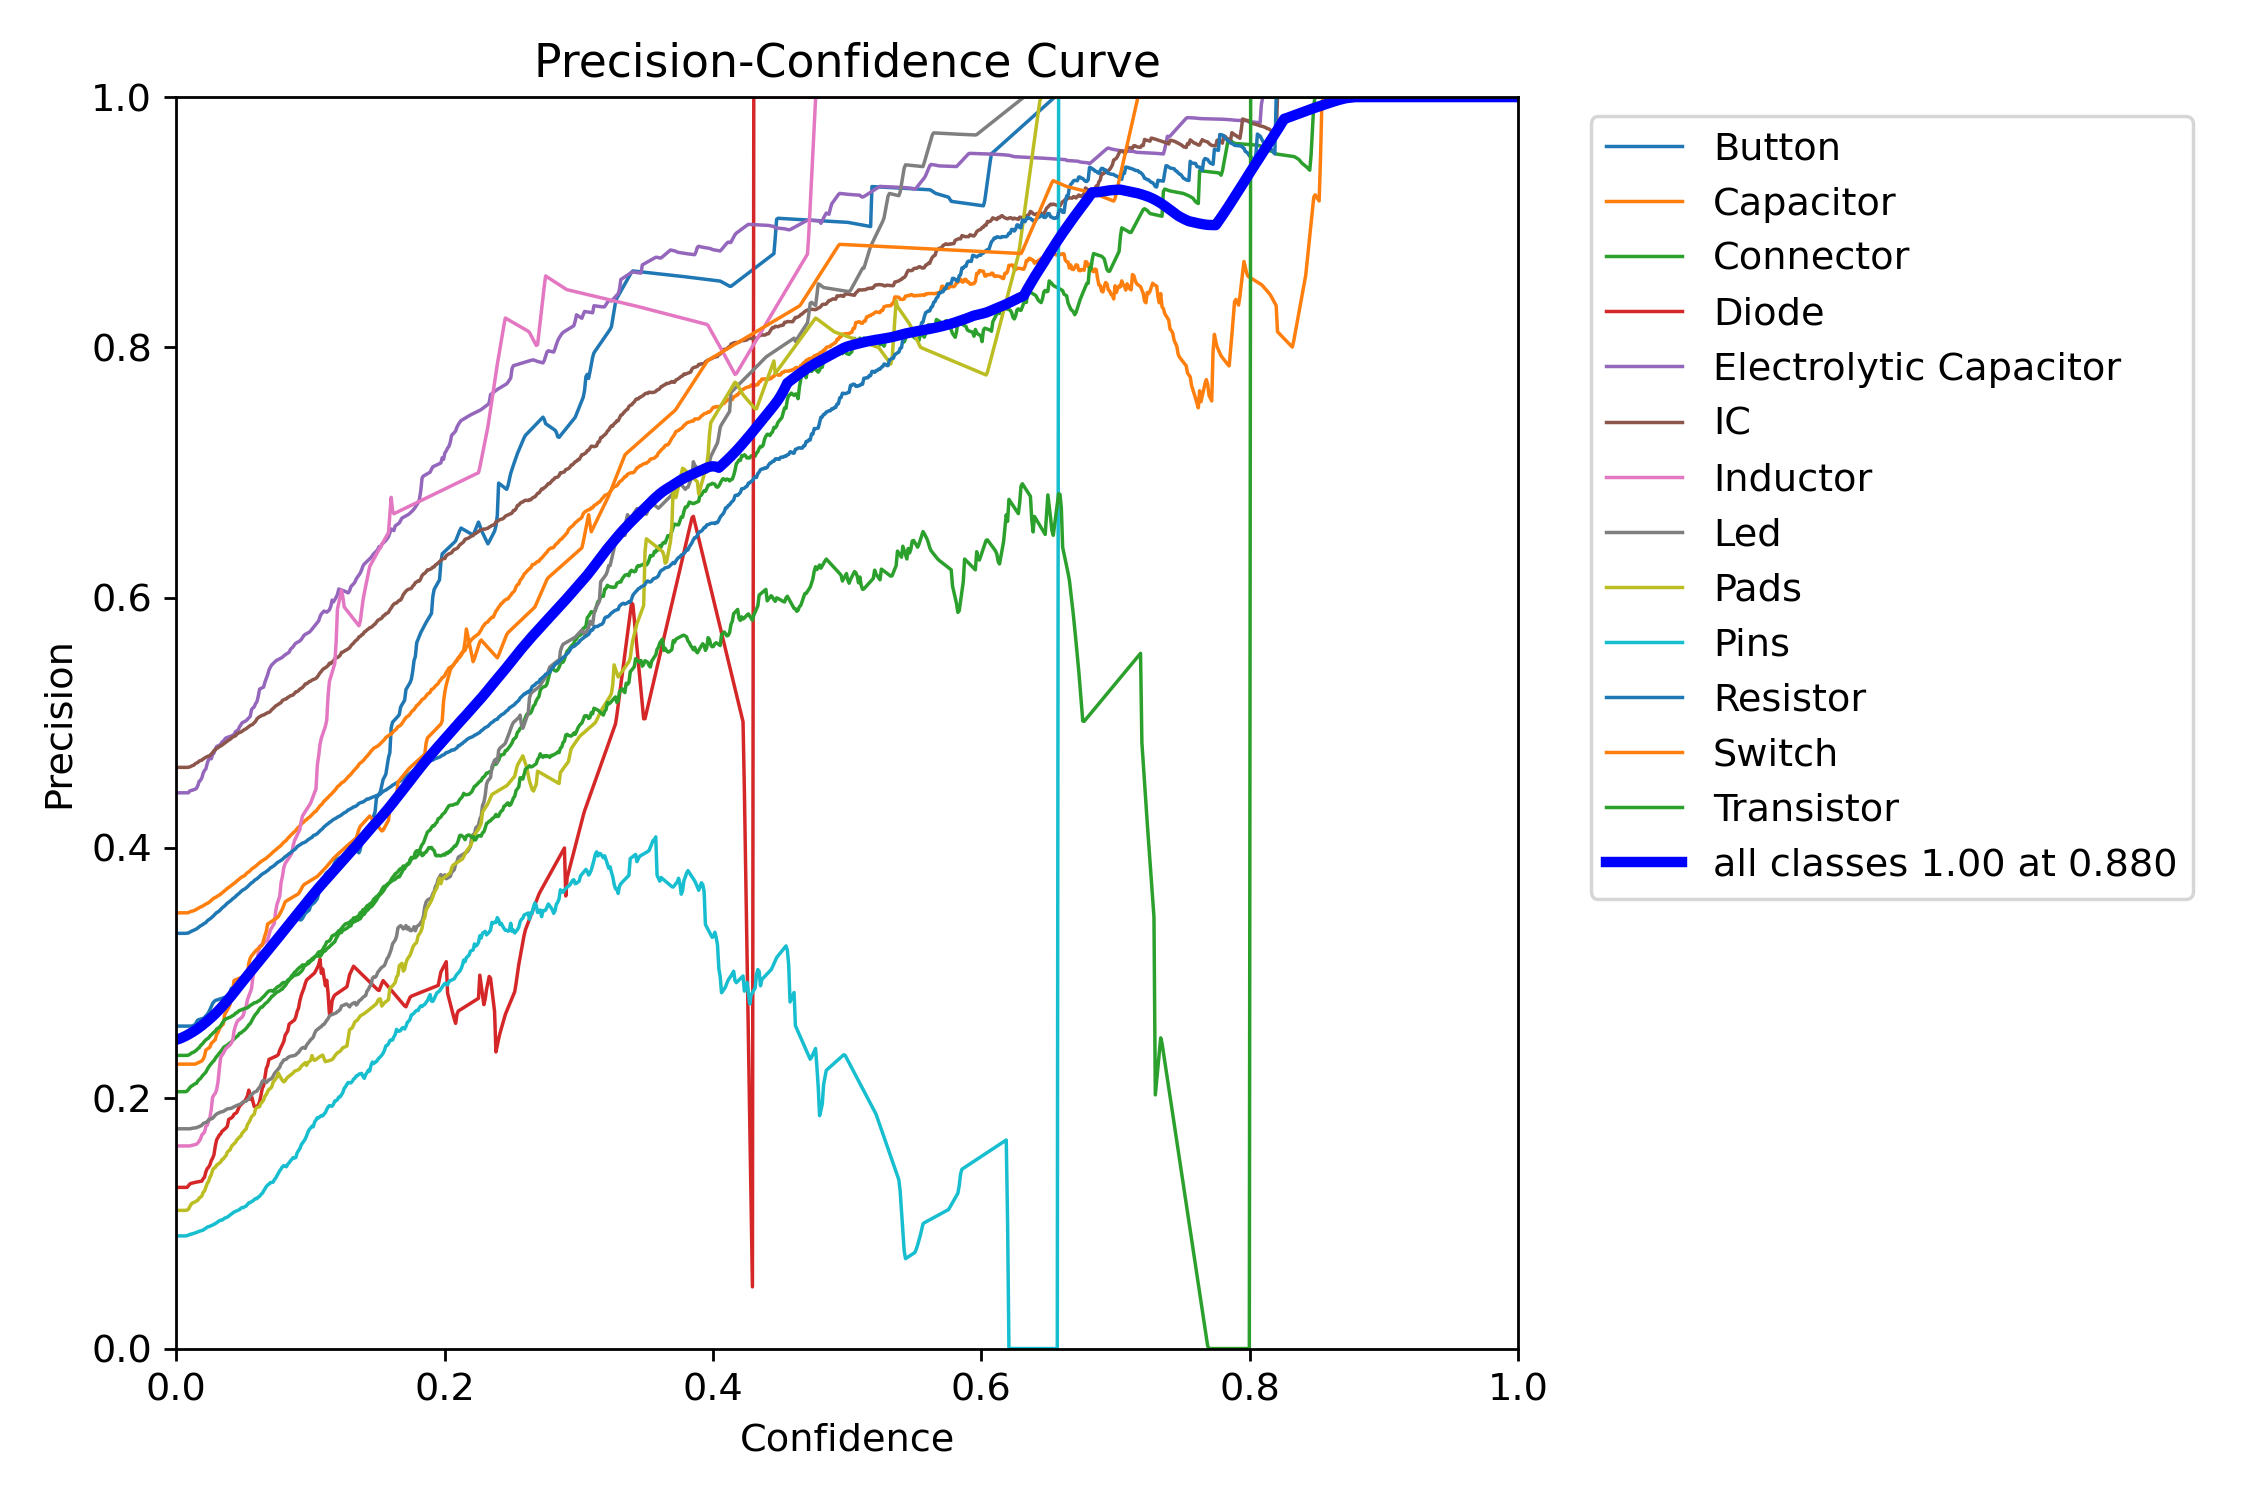 Precision-Confidence Curve
1.0
0.8
0.6
0.4
0.2
0.0
Precision
0.0 0.2 0.4 0.6 0.8 1.0
Confidence
Button
Capacitor
Connector
Diode
Electrolytic Capacitor
IC
Inductor
Led
Pads
Pins
Resistor
Switch
Transistor
all classes 1.00 at 0.880